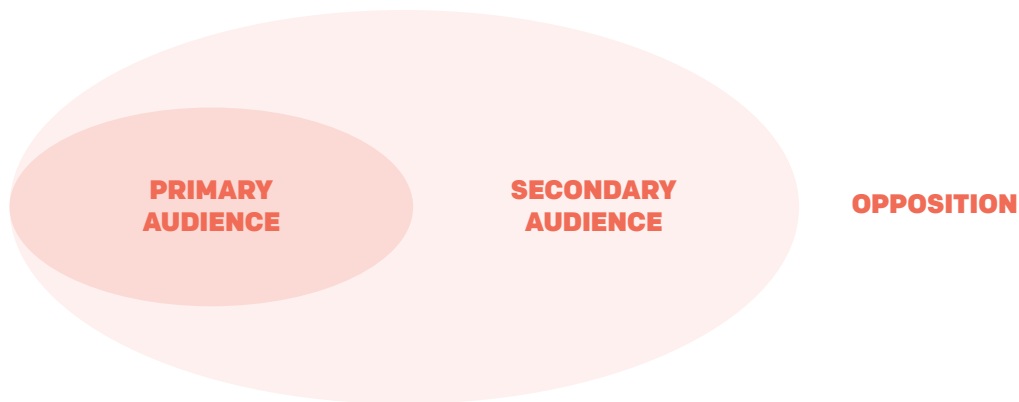 PRIMARY
AUDIENCE
SECONDARY
AUDIENCE
OPPOSITION